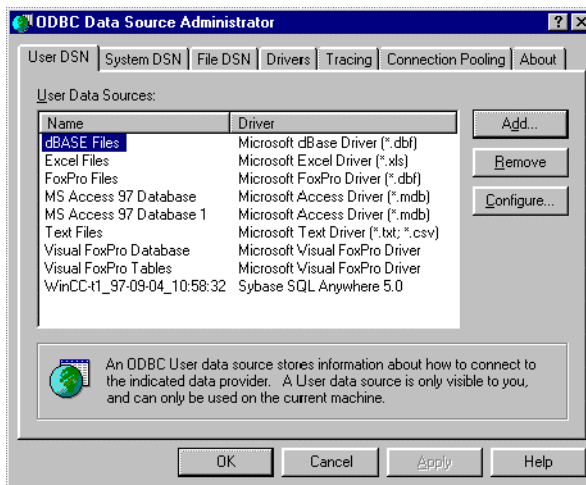 ODBC Data Source Administrator
User DSN System DSN File DSN Drivers Tracing Connection Pooling About
User Data Sources:
Name Driver
dBASE Files Microsoft dBase Driver (*.dbf)
Excel Files Microsoft Excel Driver (*.xls)
FoxPro Files Microsoft FoxPro Driver (*.dbf)
MS Access 97 Database Microsoft Access Driver (*.mdb)
MS Access 97 Database 1 Microsoft Access Driver (*.mdb)
Text Files Microsoft Text Driver (*.txt; *.csv)
Visual FoxPro Database Microsoft Visual FoxPro Driver
Visual FoxPro Tables Microsoft Visual FoxPro Driver
WinCC-t1_97-09-04_10:58:32 Sybase SQL Anywhere 5.0
Add...
Remove
Configure...
An ODBC User data source stores information about how to connect to
the indicated data provider. A User data source is only visible to you,
and can only be used on the current machine.
OK Cancel Apply Help